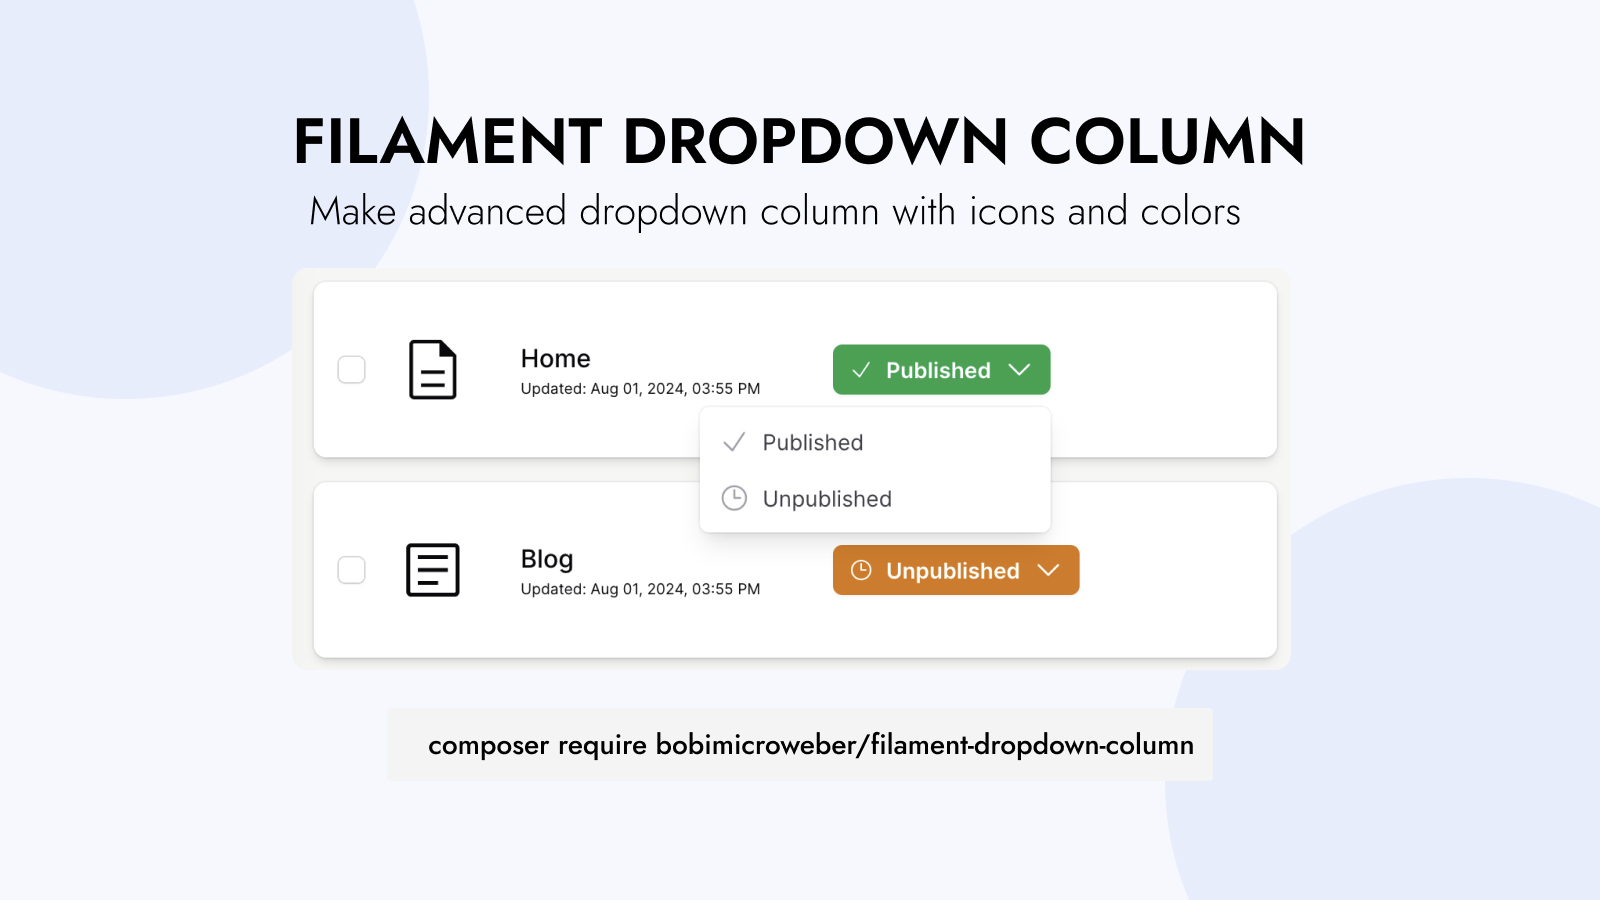 FILAMENT DROPDOWN COLUMN
Make advanced dropdown column with icons and colors
Home
Updated: Aug 01, 2024, 03:55 PM
Published
Published
Unpublished
Blog
Updated: Aug 01, 2024, 03:55 PM
Unpublished
composer require bobimicroweber/filament-dropdown-column